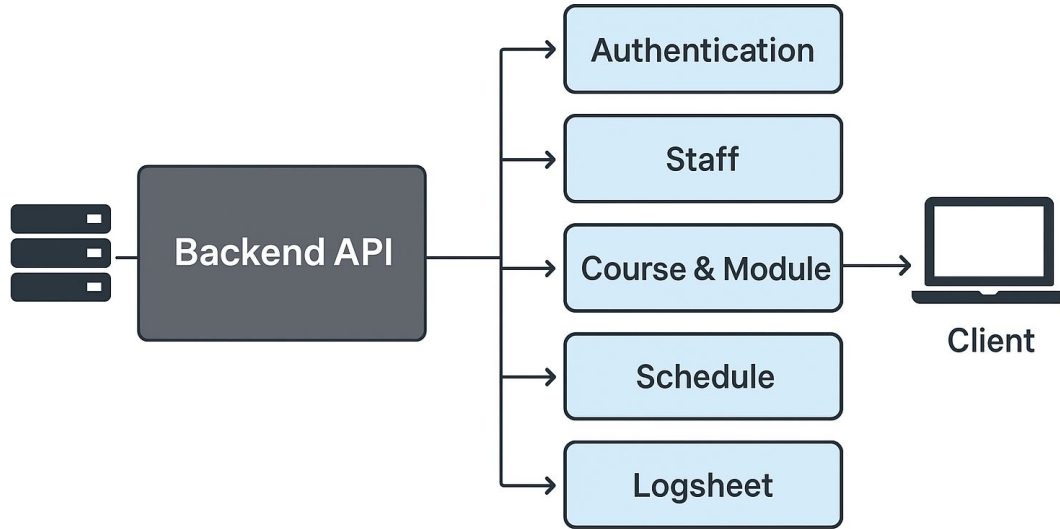 Authentication
Staff
Backend API
Course & Module
Client
Schedule
Logsheet